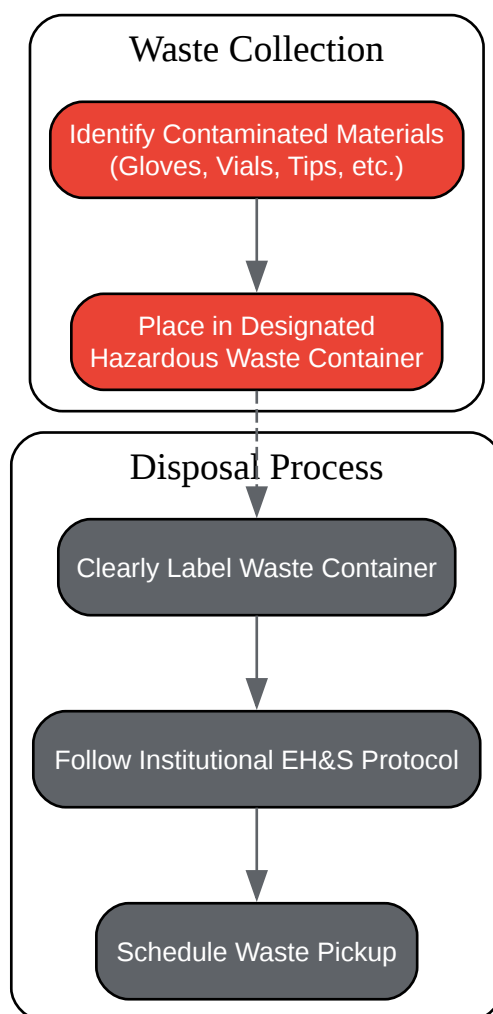 Waste Collection
Identify Contaminated Materials
(Gloves, Vials, Tips, etc.)
Place in Designated
Hazardous Waste Container
Disposal Process
Clearly Label Waste Container
Follow Institutional EH&S Protocol
Schedule Waste Pickup